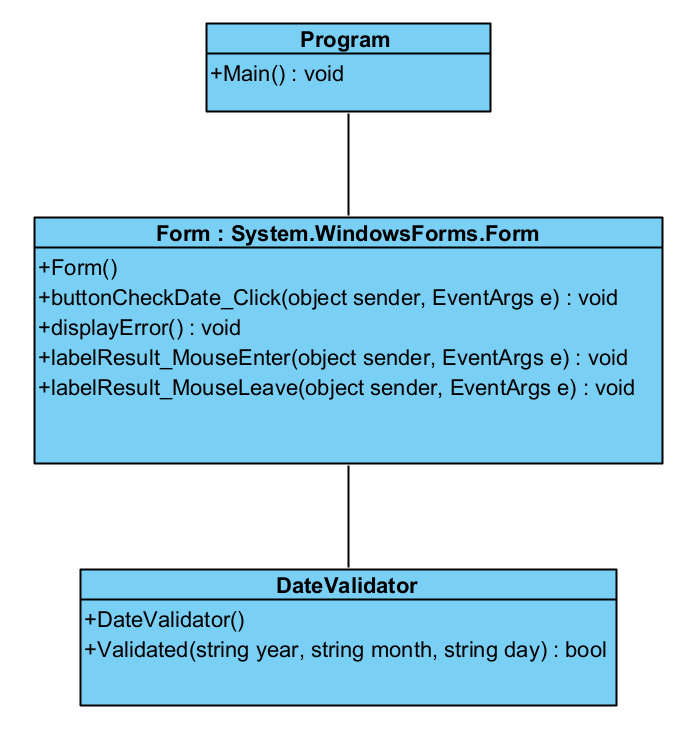 Program
+Main() : void
Form : System.WindowsForms.Form
+Form()
+buttonCheckDate_Click(object sender, EventArgs e) : void
+displayError() : void
+labelResult_MouseEnter(object sender, EventArgs e) : void
+labelResult_MouseLeave(object sender, EventArgs e) : void
DateValidator
+DateValidator()
+Validated(string year, string month, string day) : bool